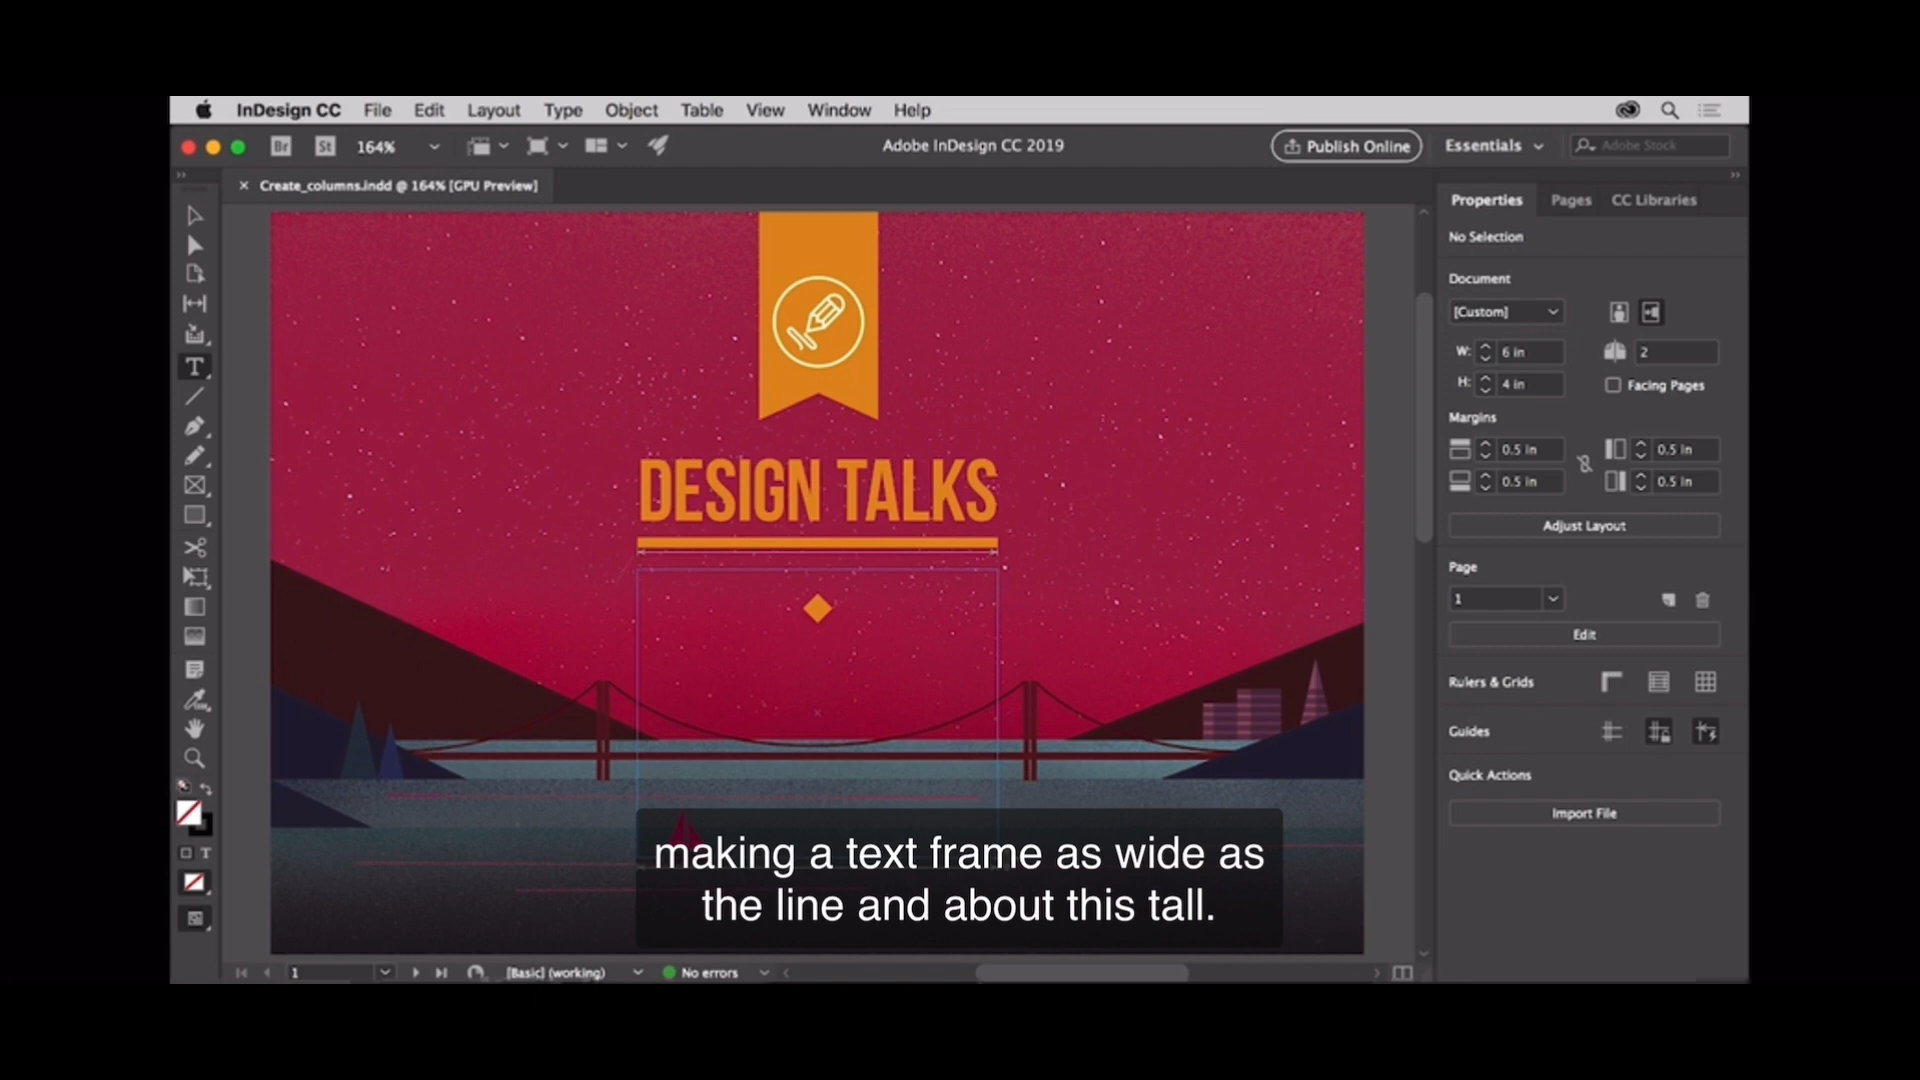 InDesign CC File Edit Layout Type Object Table View Window Help
Br St 164% Adobe InDesign CC 2019 Publish Online Essentials Adobe Stock
× Create_columns.indd @ 164% [GPU Preview]
Properties Pages CC Libraries
No Selection
Document
[Custom]
W: 6 in 2
H: 4 in Facing Pages
Margins
0.5 in 0.5 in
0.5 in 0.5 in
Adjust Layout
Page
1
Edit
Rulers & Grids
Guides
Quick Actions
Import File
DESIGN TALKS
making a text frame as wide as
the line and about this tall.
1 [Basic] (working) No errors